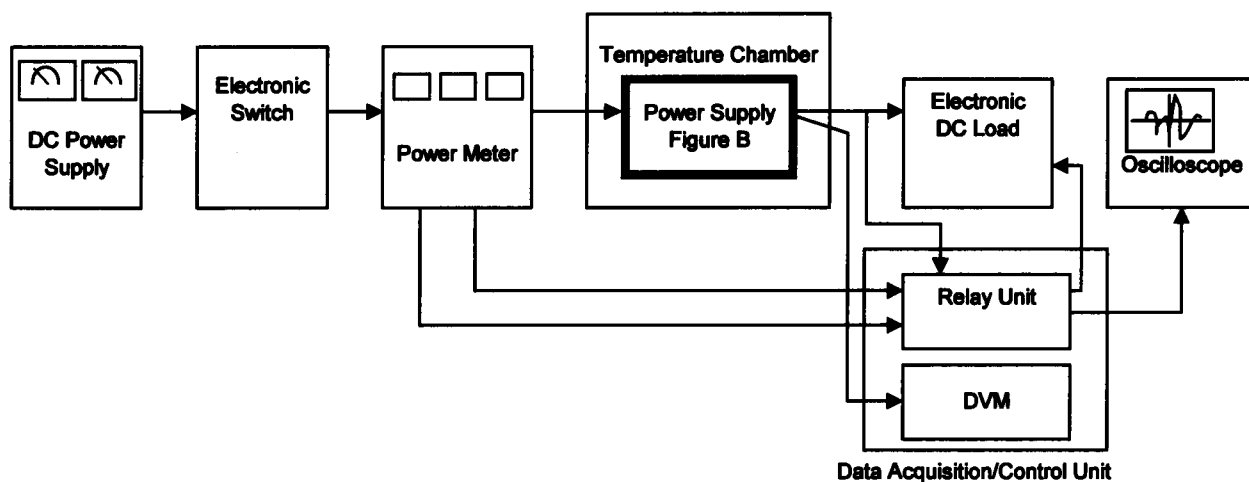 DC Power
Supply
Electronic
Switch
Power Meter
Temperature Chamber
Power Supply
Figure B
Electronic
DC Load
Oscilloscope
Relay Unit
DVM
Data Acquisition/Control Unit